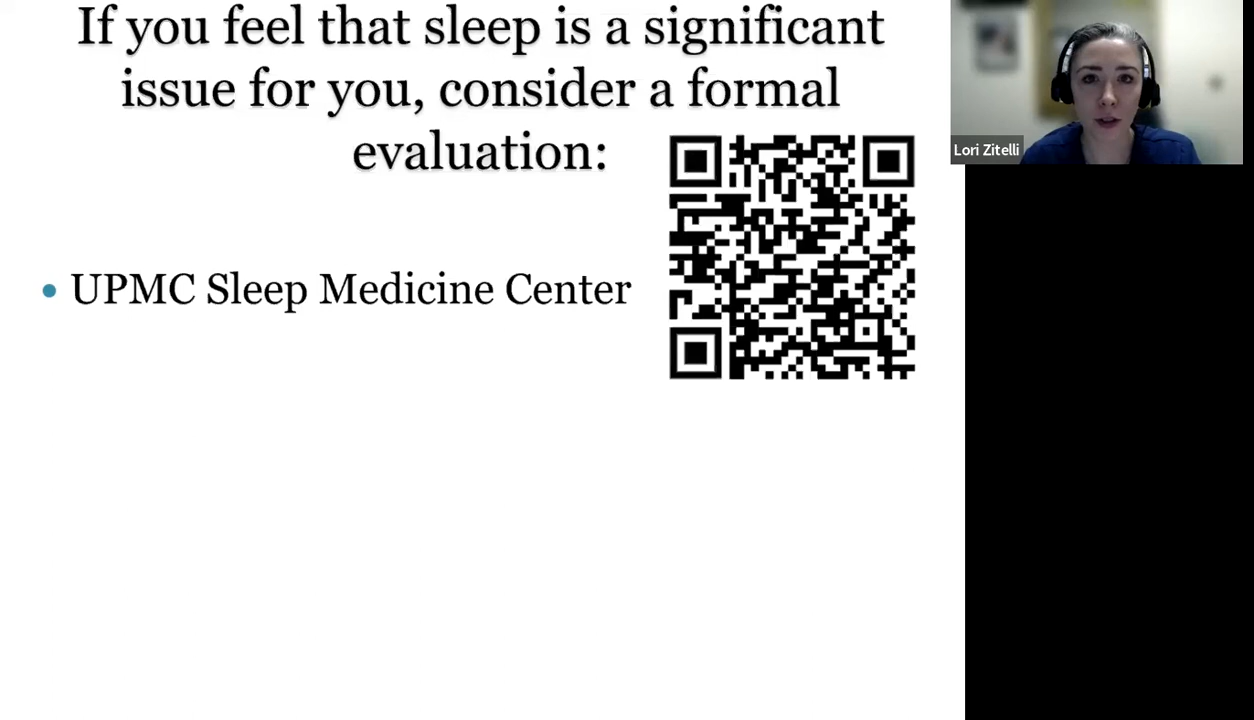 If you feel that sleep is a significant
issue for you, consider a formal
evaluation:
• UPMC Sleep Medicine Center
Lori Zitelli